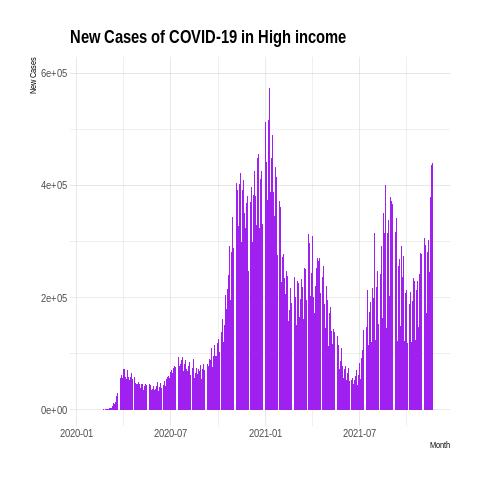 New Cases of COVID-19 in High income
New Cases
6e+05
4e+05
2e+05
0e+00
2020-01 2020-07 2021-01 2021-07
Month